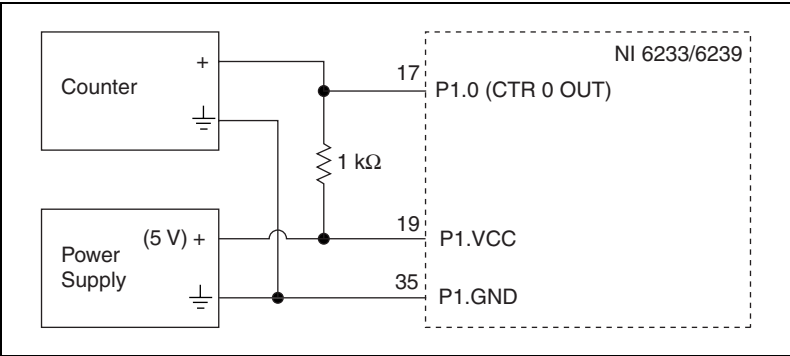 NI 6233/6239
+
17
Counter
P1.0 (CTR 0 OUT)
1 kΩ
19
(5 V) +
P1.VCC
Power
Supply
35
P1.GND